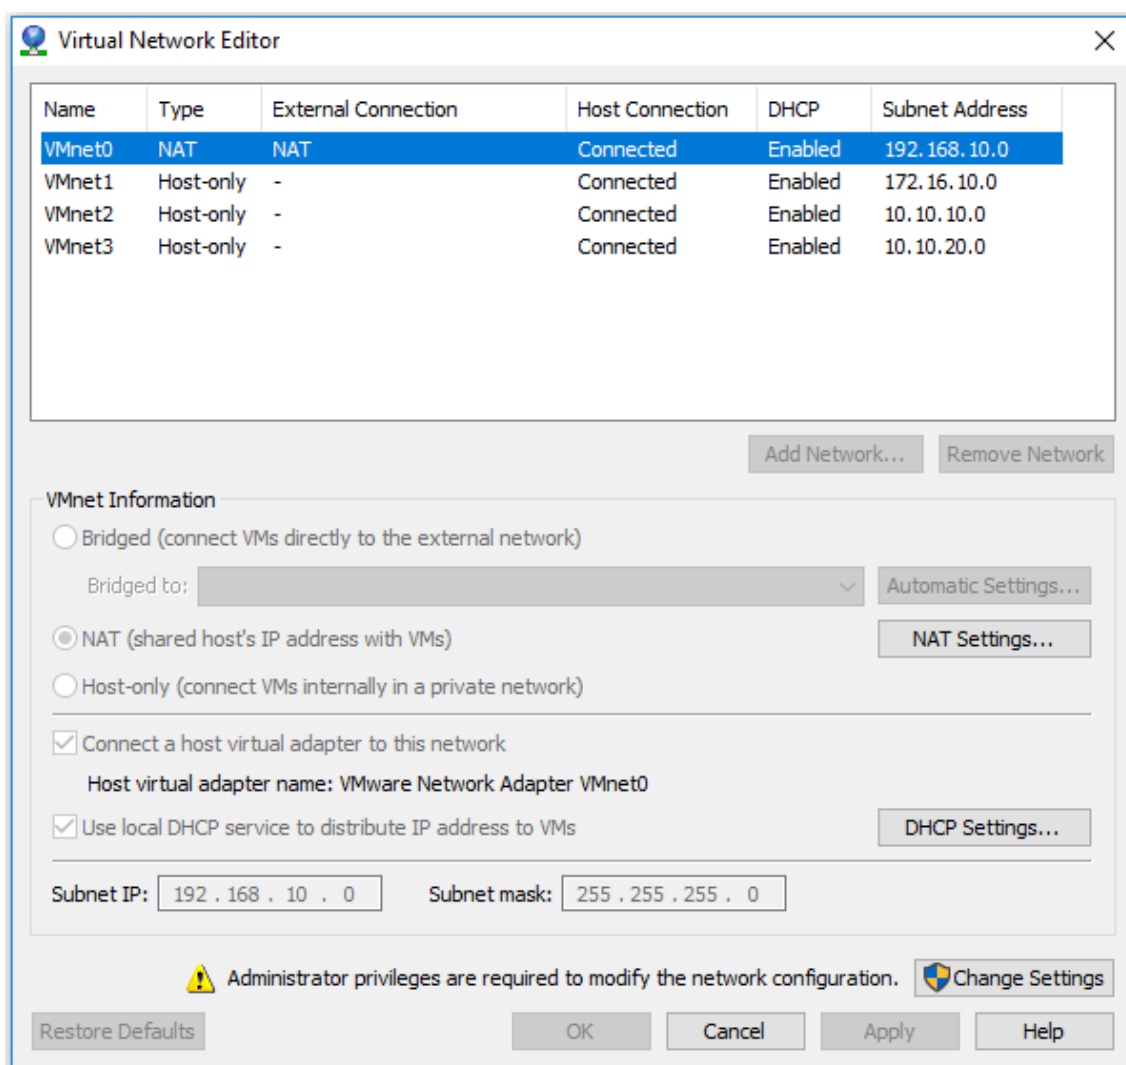 Virtual Network Editor
Name Type External Connection Host Connection DHCP Subnet Address
VMnet0 NAT NAT Connected Enabled 192.168.10.0
VMnet1 Host-only - Connected Enabled 172.16.10.0
VMnet2 Host-only - Connected Enabled 10.10.10.0
VMnet3 Host-only - Connected Enabled 10.10.20.0
Add Network... Remove Network
VMnet Information
Bridged (connect VMs directly to the external network)
Bridged to: Automatic Settings...
NAT (shared host's IP address with VMs) NAT Settings...
Host-only (connect VMs internally in a private network)
Connect a host virtual adapter to this network
Host virtual adapter name: VMware Network Adapter VMnet0
Use local DHCP service to distribute IP address to VMs DHCP Settings...
Subnet IP: 192 . 168 . 10 . 0 Subnet mask: 255 . 255 . 255 . 0
Administrator privileges are required to modify the network configuration. Change Settings
Restore Defaults OK Cancel Apply Help